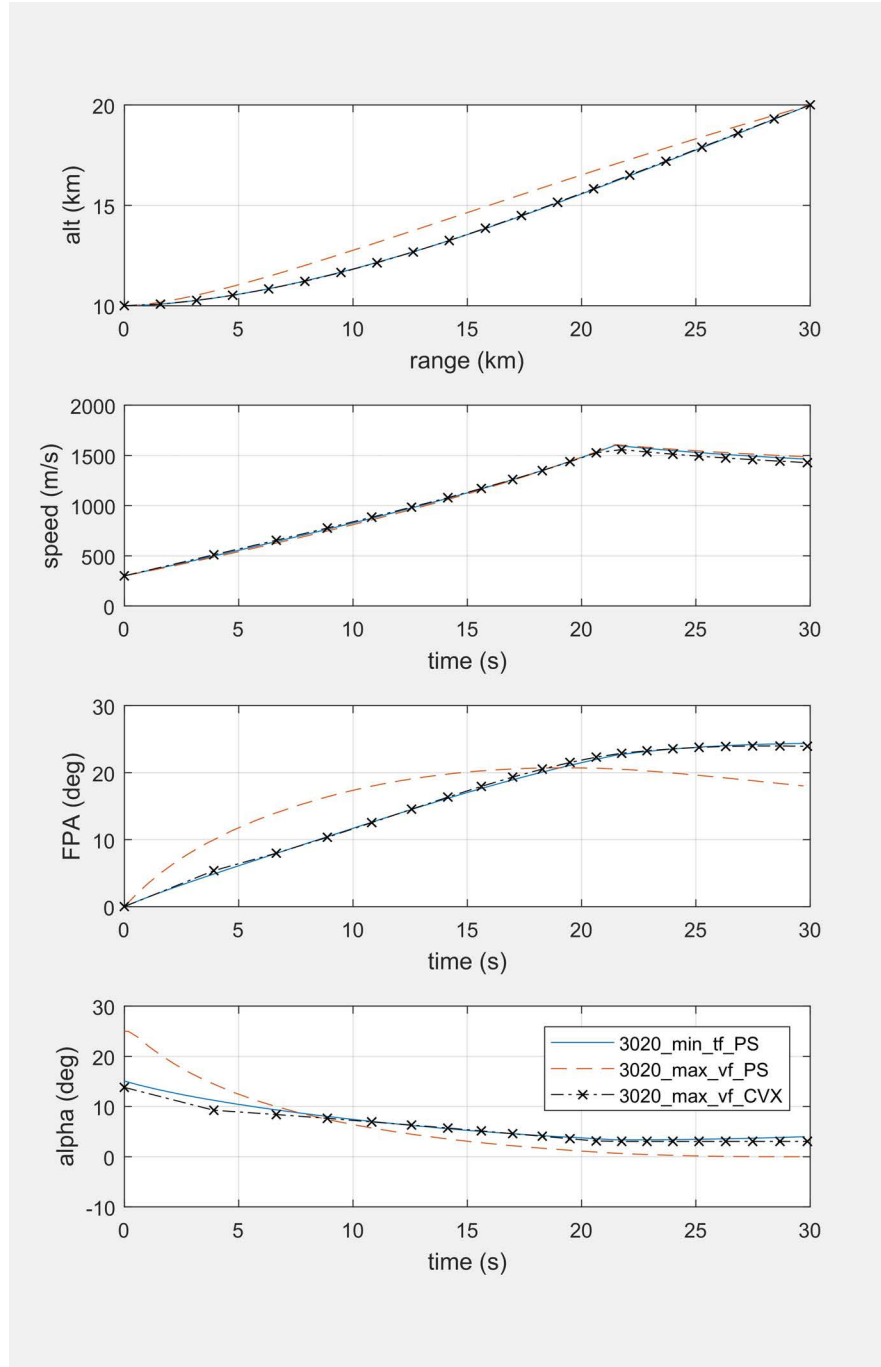 20
15
10
alt (km)
0 5 10 15 20 25 30
range (km)
2000
1500
1000
500
0
speed (m/s)
0 5 10 15 20 25 30
time (s)
30
20
10
0
FPA (deg)
0 5 10 15 20 25 30
time (s)
30
20
10
0
-10
alpha (deg)
3020_min_tf_PS
3020_max_vf_PS
3020_max_vf_CVX
0 5 10 15 20 25 30
time (s)